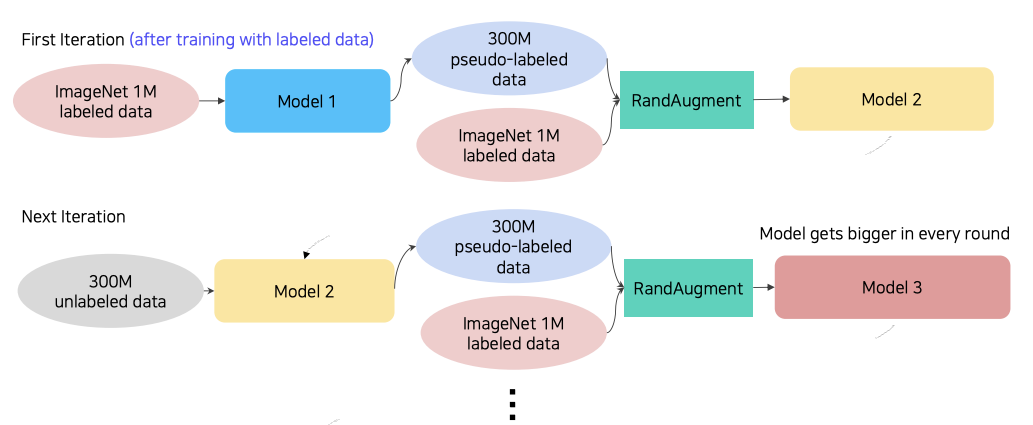 First Iteration (after training with labeled data)
ImageNet 1M
labeled data
Model 1
300M
pseudo-labeled
data
ImageNet 1M
labeled data
RandAugment
Model 2
Next Iteration
300M
unlabeled data
Model 2
300M
pseudo-labeled
data
ImageNet 1M
labeled data
RandAugment
Model gets bigger in every round
Model 3